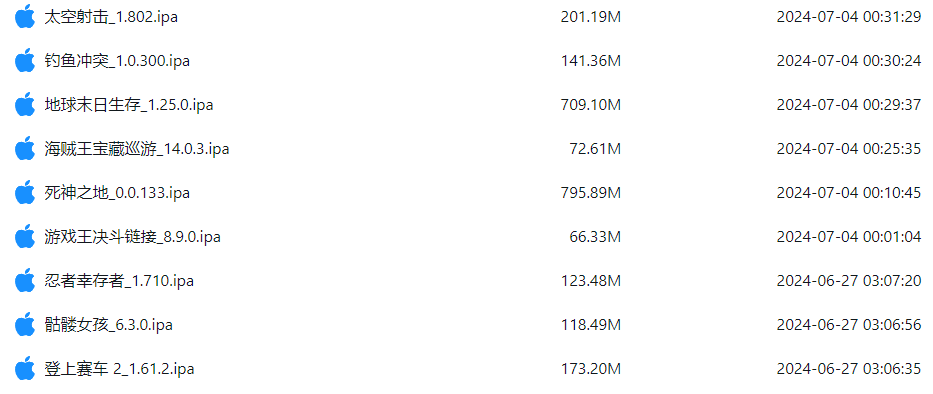 太空射击_1.802.ipa 201.19M 2024-07-04 00:31:29
钓鱼冲突_1.0.300.ipa 141.36M 2024-07-04 00:30:24
地球末日生存_1.25.0.ipa 709.10M 2024-07-04 00:29:37
海贼王宝藏巡游_14.0.3.ipa 72.61M 2024-07-04 00:25:35
死神之地_0.0.133.ipa 795.89M 2024-07-04 00:10:45
游戏王决斗链接_8.9.0.ipa 66.33M 2024-07-04 00:01:04
忍者幸存者_1.710.ipa 123.48M 2024-06-27 03:07:20
骷髅女孩_6.3.0.ipa 118.49M 2024-06-27 03:06:56
登上赛车 2_1.61.2.ipa 173.20M 2024-06-27 03:06:35